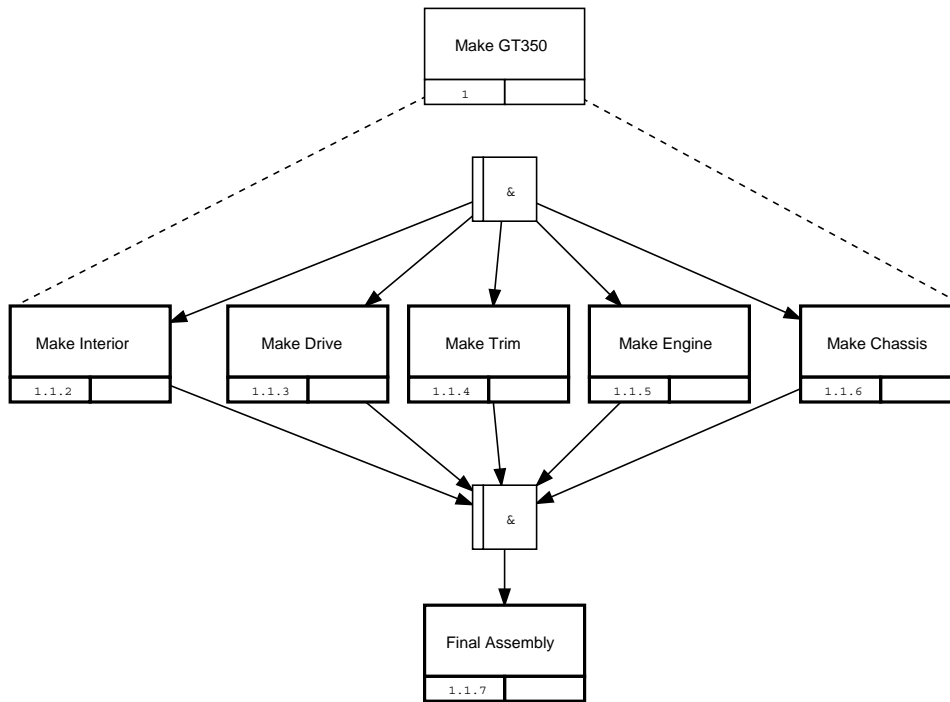 Make GT350
1
&
Make Interior
Make Drive
Make Trim
Make Engine
Make Chassis
1.1.2
1.1.3
1.1.4
1.1.5
1.1.6
&
Final Assembly
1.1.7